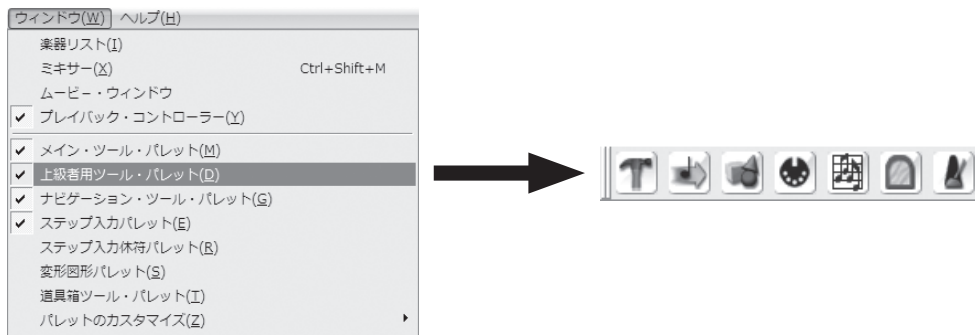 ウィンドウ(W) ヘルプ(H)
楽器リスト(I)
ミキサー(X) Ctrl+Shift+M
ムービー・ウィンドウ
プレイバック・コントローラー(Y)
メイン・ツール・パレット(M)
上級者用ツール・パレット(D)
ナビゲーション・ツール・パレット(G)
ステップ入力パレット(E)
ステップ入力休符パレット(R)
変形図形パレット(S)
道具箱ツール・パレット(T)
パレットのカスタマイズ(Z)